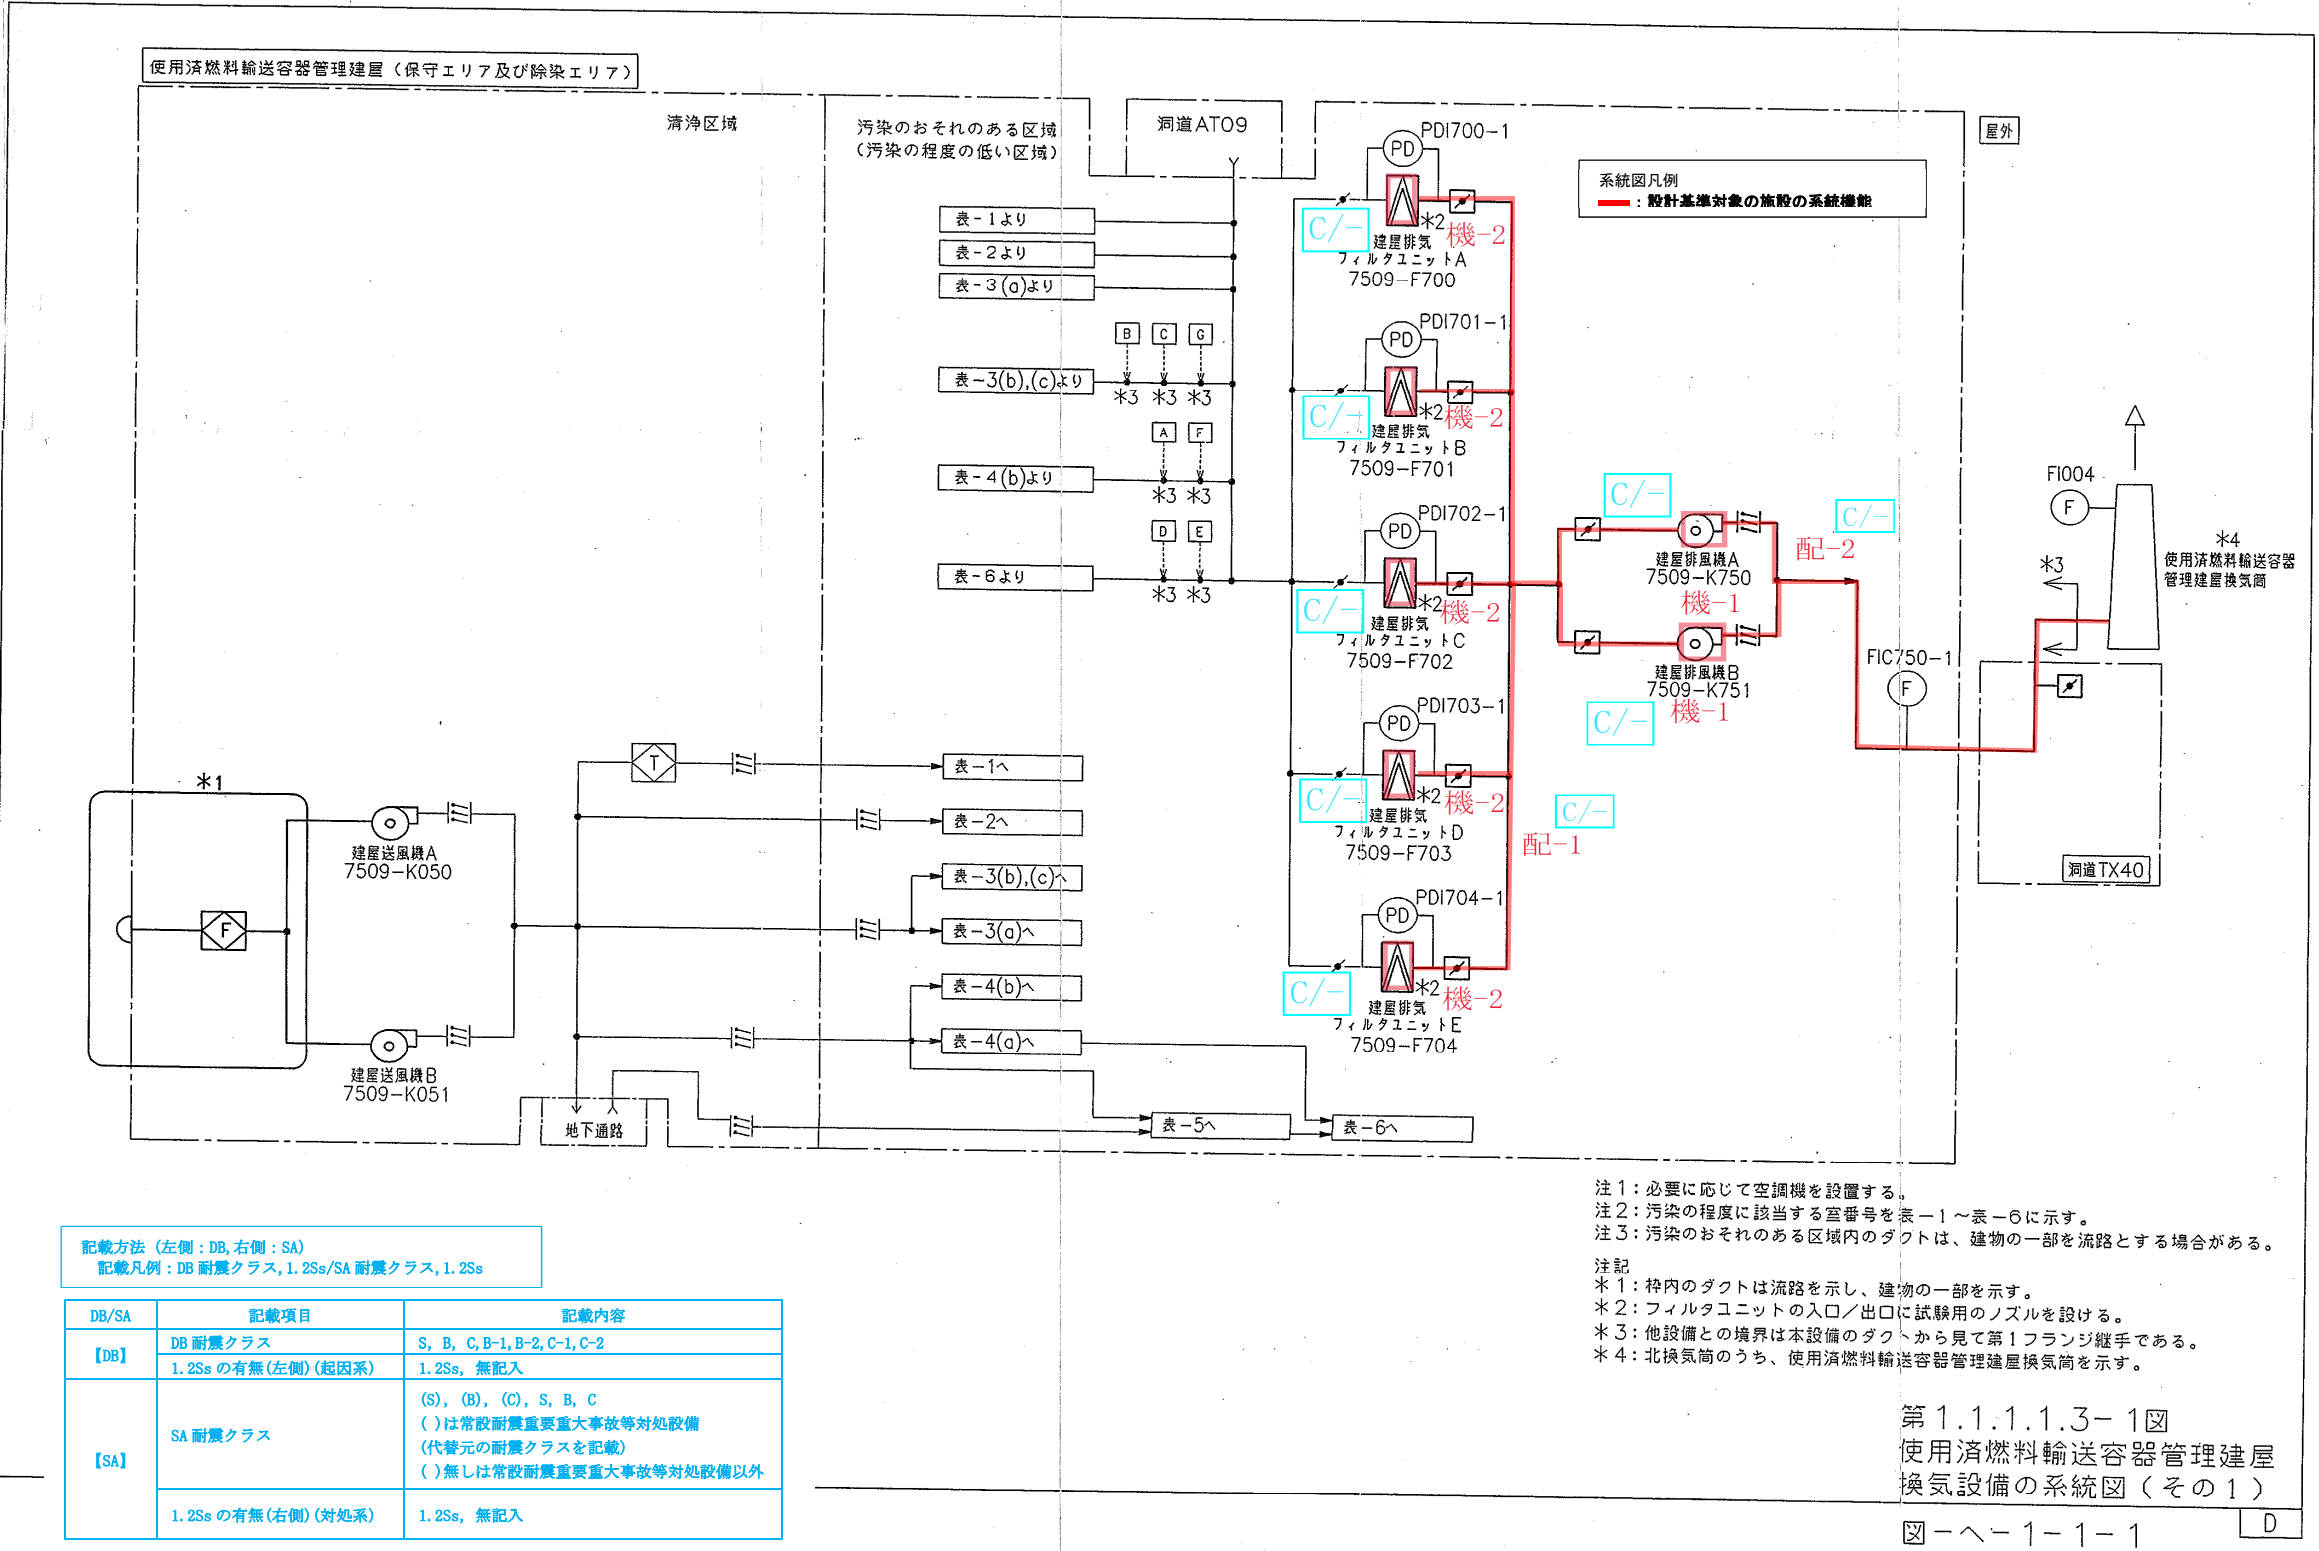 使用済燃料輸送容器管理建屋（保守エリア及び除染エリア）
清浄区域
汚染のおそれのある区域
（汚染の程度の低い区域）
洞道AT09
屋外
系統図凡例
：設計基準対象の施設の系統機能
表-1より
表-2より
表-3(a)より
B C G
表-3(b),(c)より
*3 *3 *3
A F
表-4(b)より
*3 *3
D E
表-6より
*3 *3
PDI700-1
PD
C/-
*2
機-2
建屋排気
フィルタユニットA
7509-F700
PDI701-1
PD
C/-
*2
機-2
建屋排気
フィルタユニットB
7509-F701
PDI702-1
PD
C/-
*2
機-2
建屋排気
フィルタユニットC
7509-F702
PDI703-1
PD
C/-
*2
機-2
建屋排気
フィルタユニットD
7509-F703
PDI704-1
PD
C/-
*2
機-2
建屋排気
フィルタユニットE
7509-F704
C/-
配-1
C/-
建屋排風機A
7509-K750
機-1
建屋排風機B
7509-K751
機-1
C/-
C/-
配-2
FIC750-1
F
FI004
F
*3
*4
使用済燃料輸送容器
管理建屋換気筒
洞道TX40
*1
F
建屋送風機A
7509-K050
建屋送風機B
7509-K051
T
表-1へ
表-2へ
表-3(b),(c)へ
表-3(a)へ
表-4(b)へ
表-4(a)へ
表-5へ
表-6へ
地下通路
注1：必要に応じて空調機を設置する。
注2：汚染の程度に該当する室番号を表－1～表－6に示す。
注3：汚染のおそれのある区域内のダクトは、建物の一部を流路とする場合がある。
注記
*1：枠内のダクトは流路を示し、建物の一部を示す。
*2：フィルタユニットの入口／出口に試験用のノズルを設ける。
*3：他設備との境界は本設備のダクトから見て第1フランジ継手である。
*4：北換気筒のうち、使用済燃料輸送容器管理建屋換気筒を示す。
記載方法（左側：DB,右側：SA）
記載凡例：DB耐震クラス,1.2Ss/SA耐震クラス,1.2Ss
DB/SA 記載項目 記載内容
【DB】 DB耐震クラス S, B, C,B-1,B-2,C-1,C-2
1.2Ssの有無(左側)(起因系) 1.2Ss, 無記入
【SA】 SA耐震クラス (S), (B), (C), S, B, C
( )は常設耐震重要重大事故等対処設備
(代替元の耐震クラスを記載)
( )無しは常設耐震重要重大事故等対処設備以外
1.2Ssの有無(右側)(対処系) 1.2Ss, 無記入
第1.1.1.1.3-1図
使用済燃料輸送容器管理建屋
換気設備の系統図（その1）
図-へ-1-1-1
D